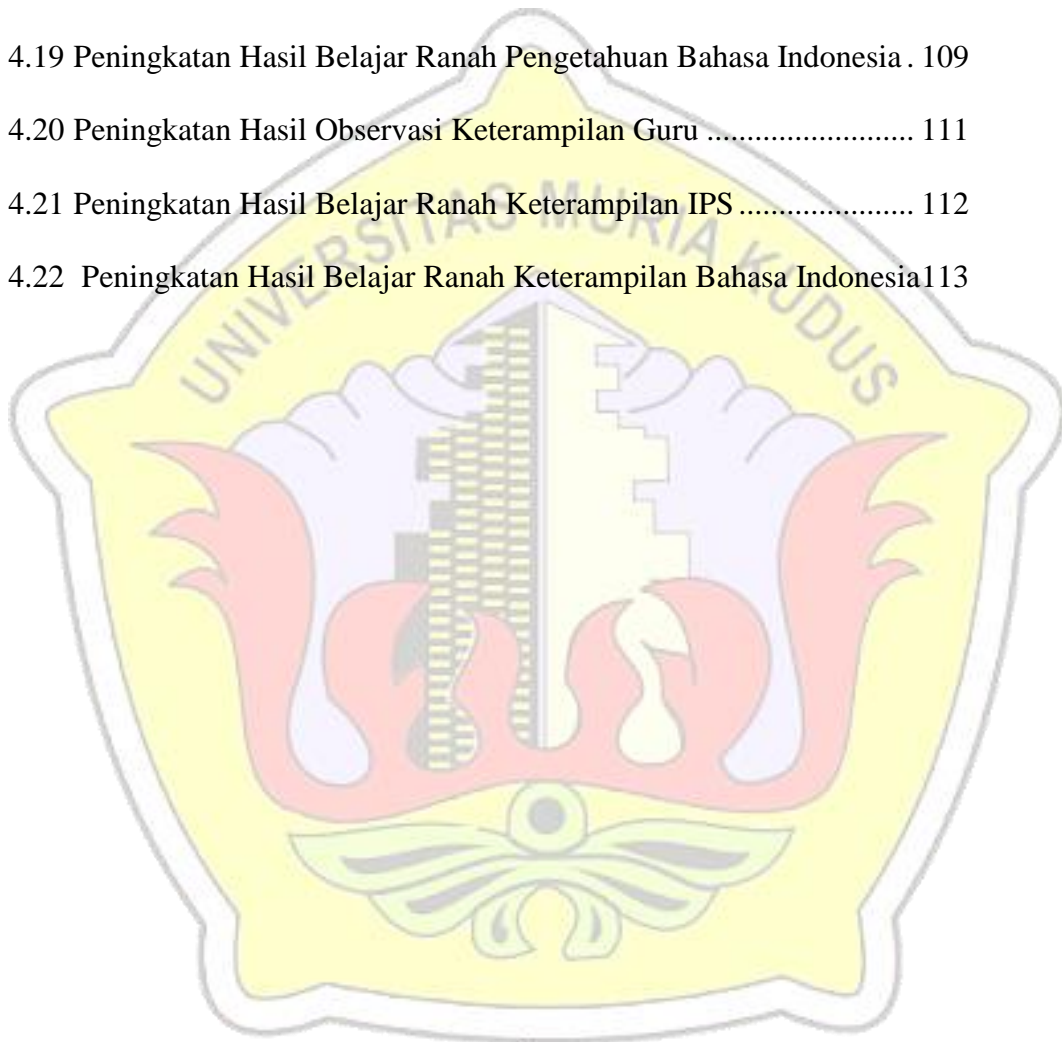 4.19 Peningkatan Hasil Belajar Ranah Pengetahuan Bahasa Indonesia . 109
4.20 Peningkatan Hasil Observasi Keterampilan Guru ......................... 111
4.21 Peningkatan Hasil Belajar Ranah Keterampilan IPS ..................... 112
4.22 Peningkatan Hasil Belajar Ranah Keterampilan Bahasa Indonesia113
UNIVERSITAS MURIA KUDUS